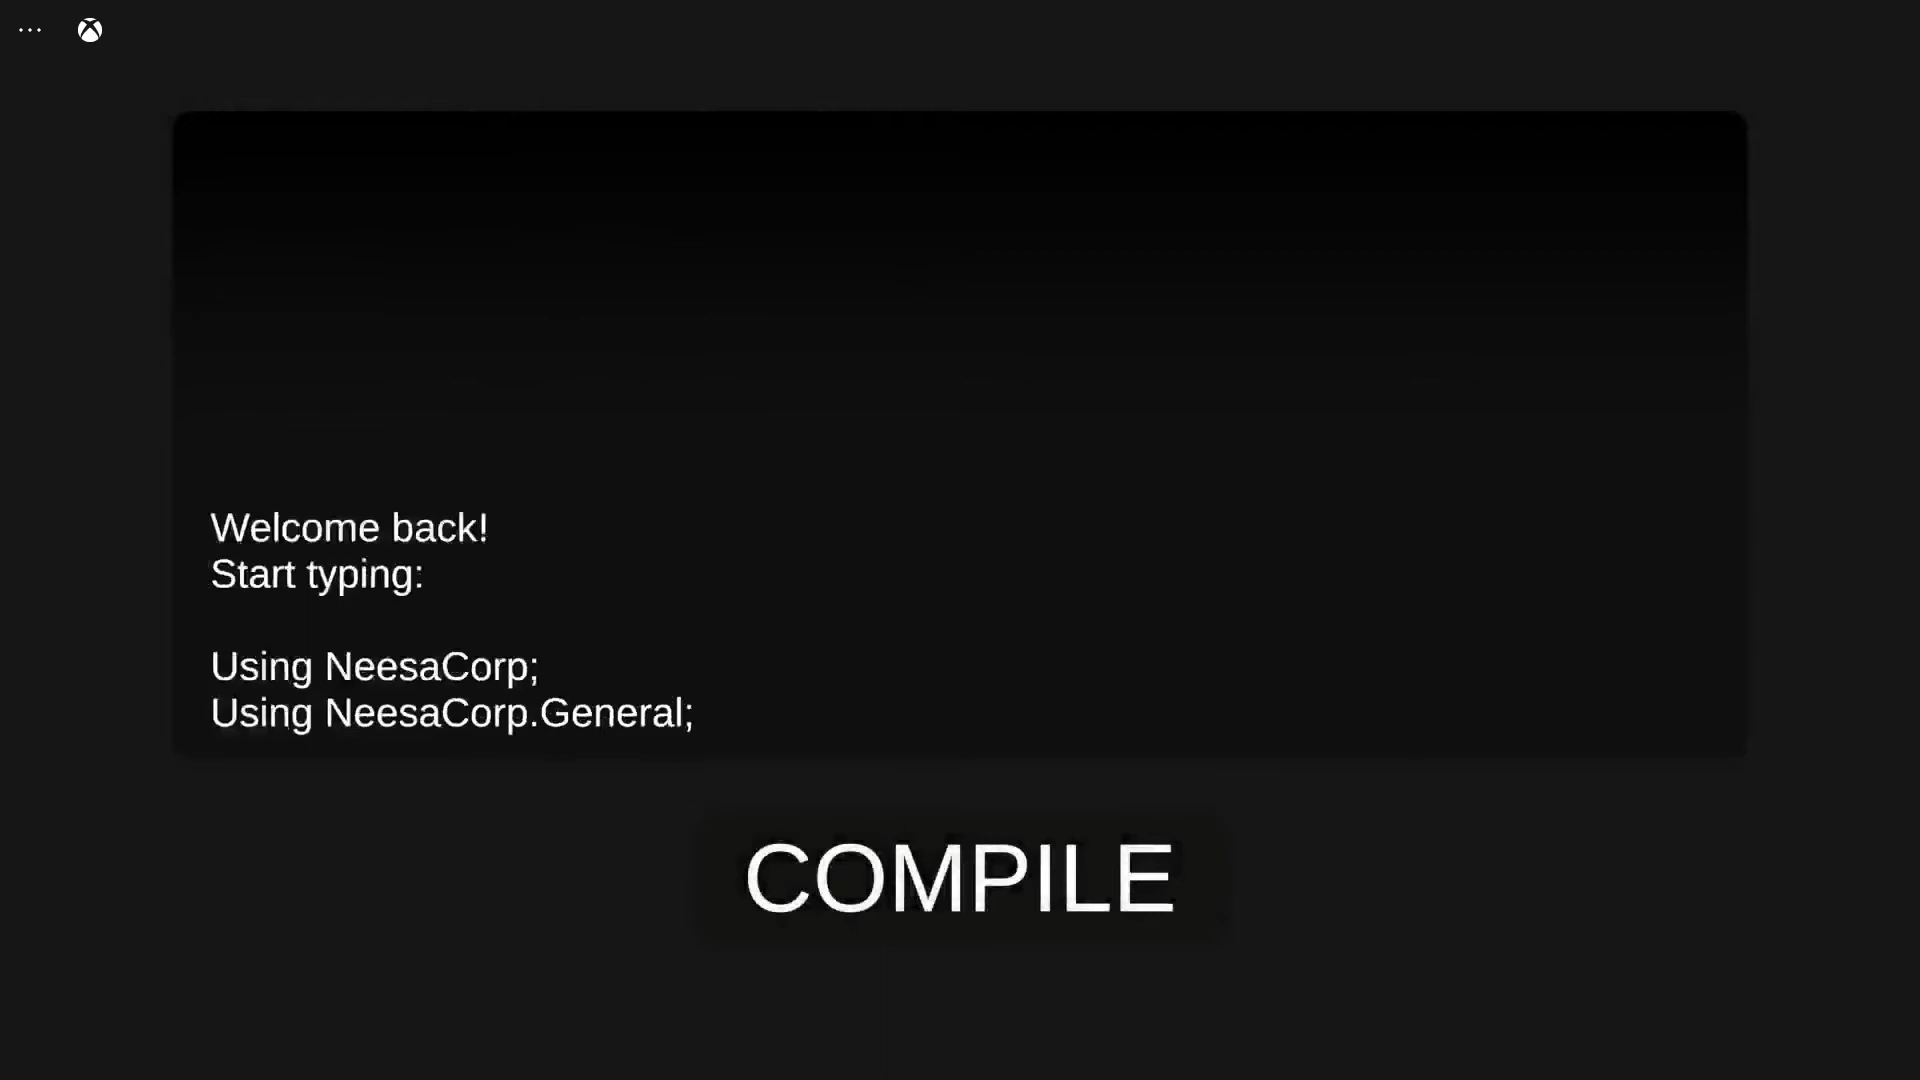 Welcome back!
Start typing:
Using NeesaCorp;
Using NeesaCorp.General;
COMPILE